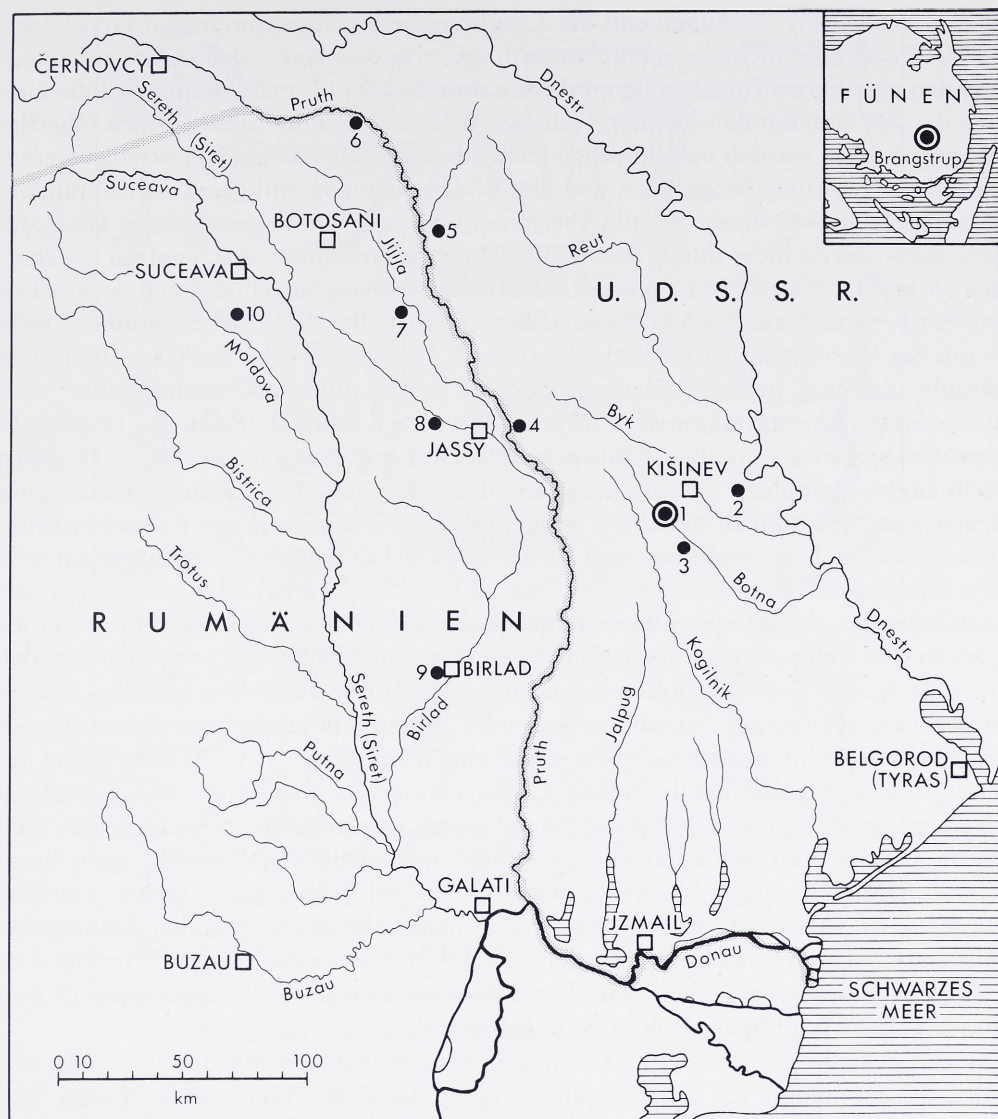 ČERNOVCY
Sereth (Siret)
Pruth
6
Dnestr
FÜNEN
Brangstrup
Suceava
BOTOSANI
Jijija
5
Reut
SUCEAVA
10
7
U. D. S. S. R.
Moldova
8
JASSY
4
Byk
KISINEV
1
2
3
Botna
Bistrica
Trotus
RUMÄNIEN
Dnestr
9
BIRLAD
Birlad
Sereth (Siret)
Kogilnik
Jalpug
Putna
Pruth
BELGOROD
(TYRAS)
GALATI
JZMAIL
Donau
BUZAU
Buzau
SCHWARZES
MEER
0 10 50 100
km